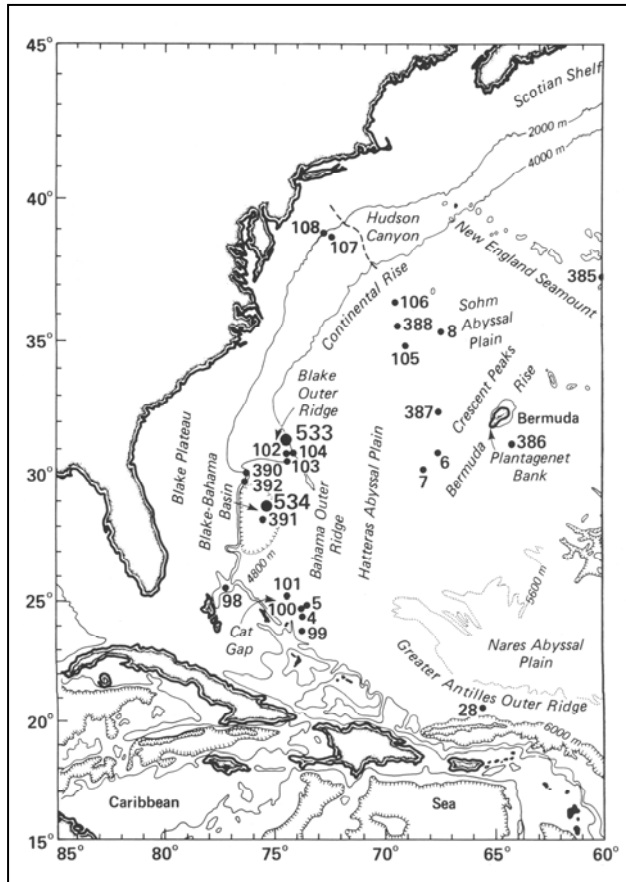 45°
Scotian Shelf
2000 m
4000 m
40°
Hudson
Canyon
108
107
New England Seamount
385
Continental Rise
106
Sohm
Abyssal
Plain
388
8
35°
105
Blake
Outer
Ridge
Crescent Peaks
387
Bermuda Rise
Bermuda
533
386
Plantagenet
Bank
102
104
103
6
7
30°
390
392
Blake Plateau
Blake-Bahama
Basin
534
391
Bahama Outer
Ridge
Hatteras Abyssal Plain
4800 m
5600 m
101
98
100
5
4
99
25°
Cat
Gap
Nares Abyssal
Plain
Greater Antilles Outer Ridge
28
20°
6000 m
Caribbean
Sea
15°
85°
80°
75°
70°
65°
60°